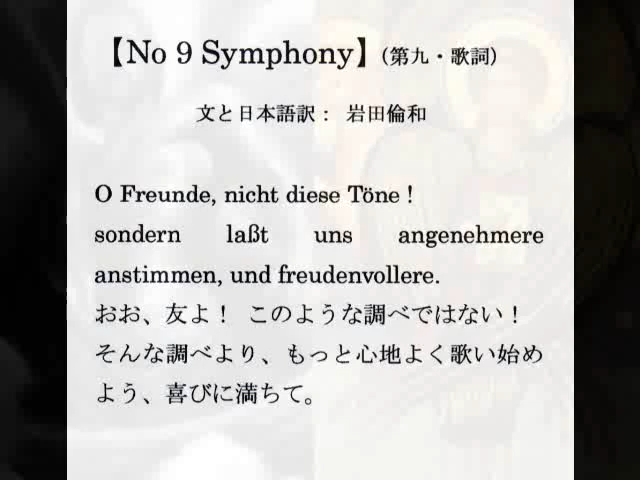 【No 9 Symphony】（第九・歌詞）
文と日本語訳： 岩田倫和
O Freunde, nicht diese Töne !
sondern laßt uns angenehmere
anstimmen, und freudenvollere.
おお、友よ！ このような調べではない！
そんな調べより、もっと心地よく歌い始め
よう、喜びに満ちて。